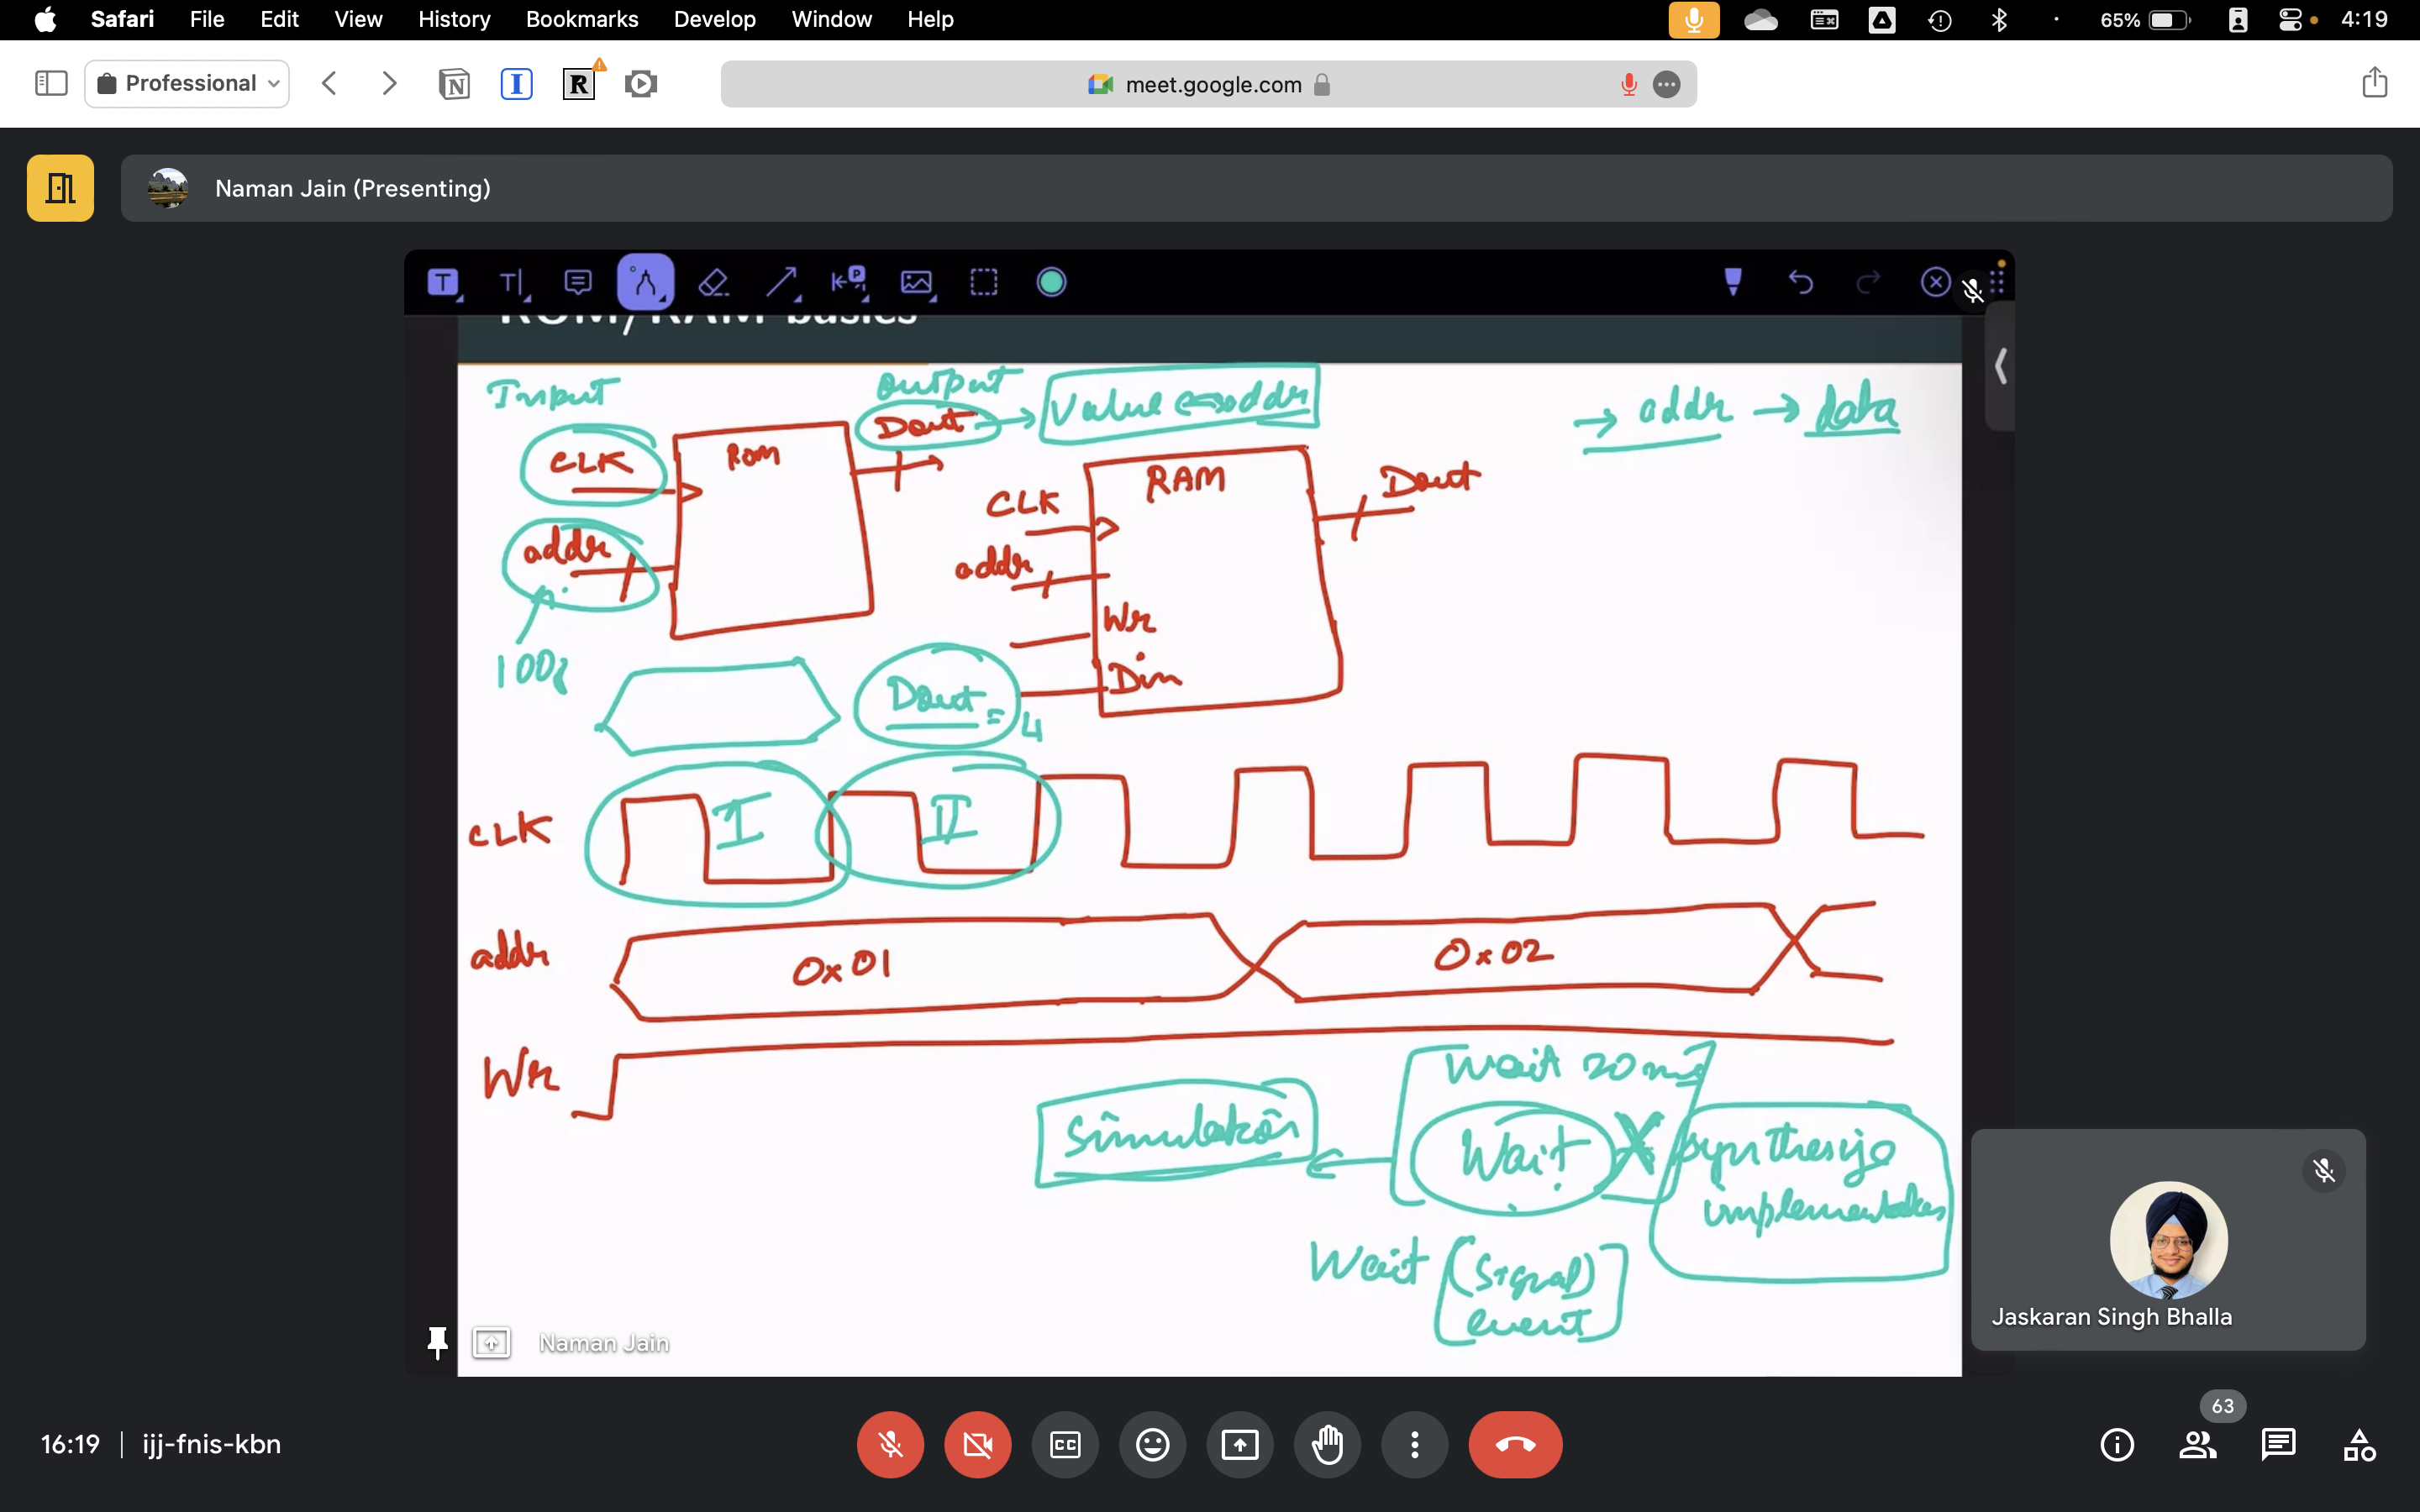 Safari File Edit View History Bookmarks Develop Window Help 65% 4:19
Professional meet.google.com
Naman Jain (Presenting)
ROM/RAM basics
Input
output
Dout → Value ↔ addr
→ addr → data
CLK
Rom
addr
CLK
RAM
Dout
addr
Wr
Din
Dout = 4
I
II
CLK
addr
0x01
0x02
Wr
Wait 20ns
Simulation
Wait X Synthesis
implementation
Wait (Signal)
event
Naman Jain
Jaskaran Singh Bhalla
63
16:19 | ijj-fnis-kbn